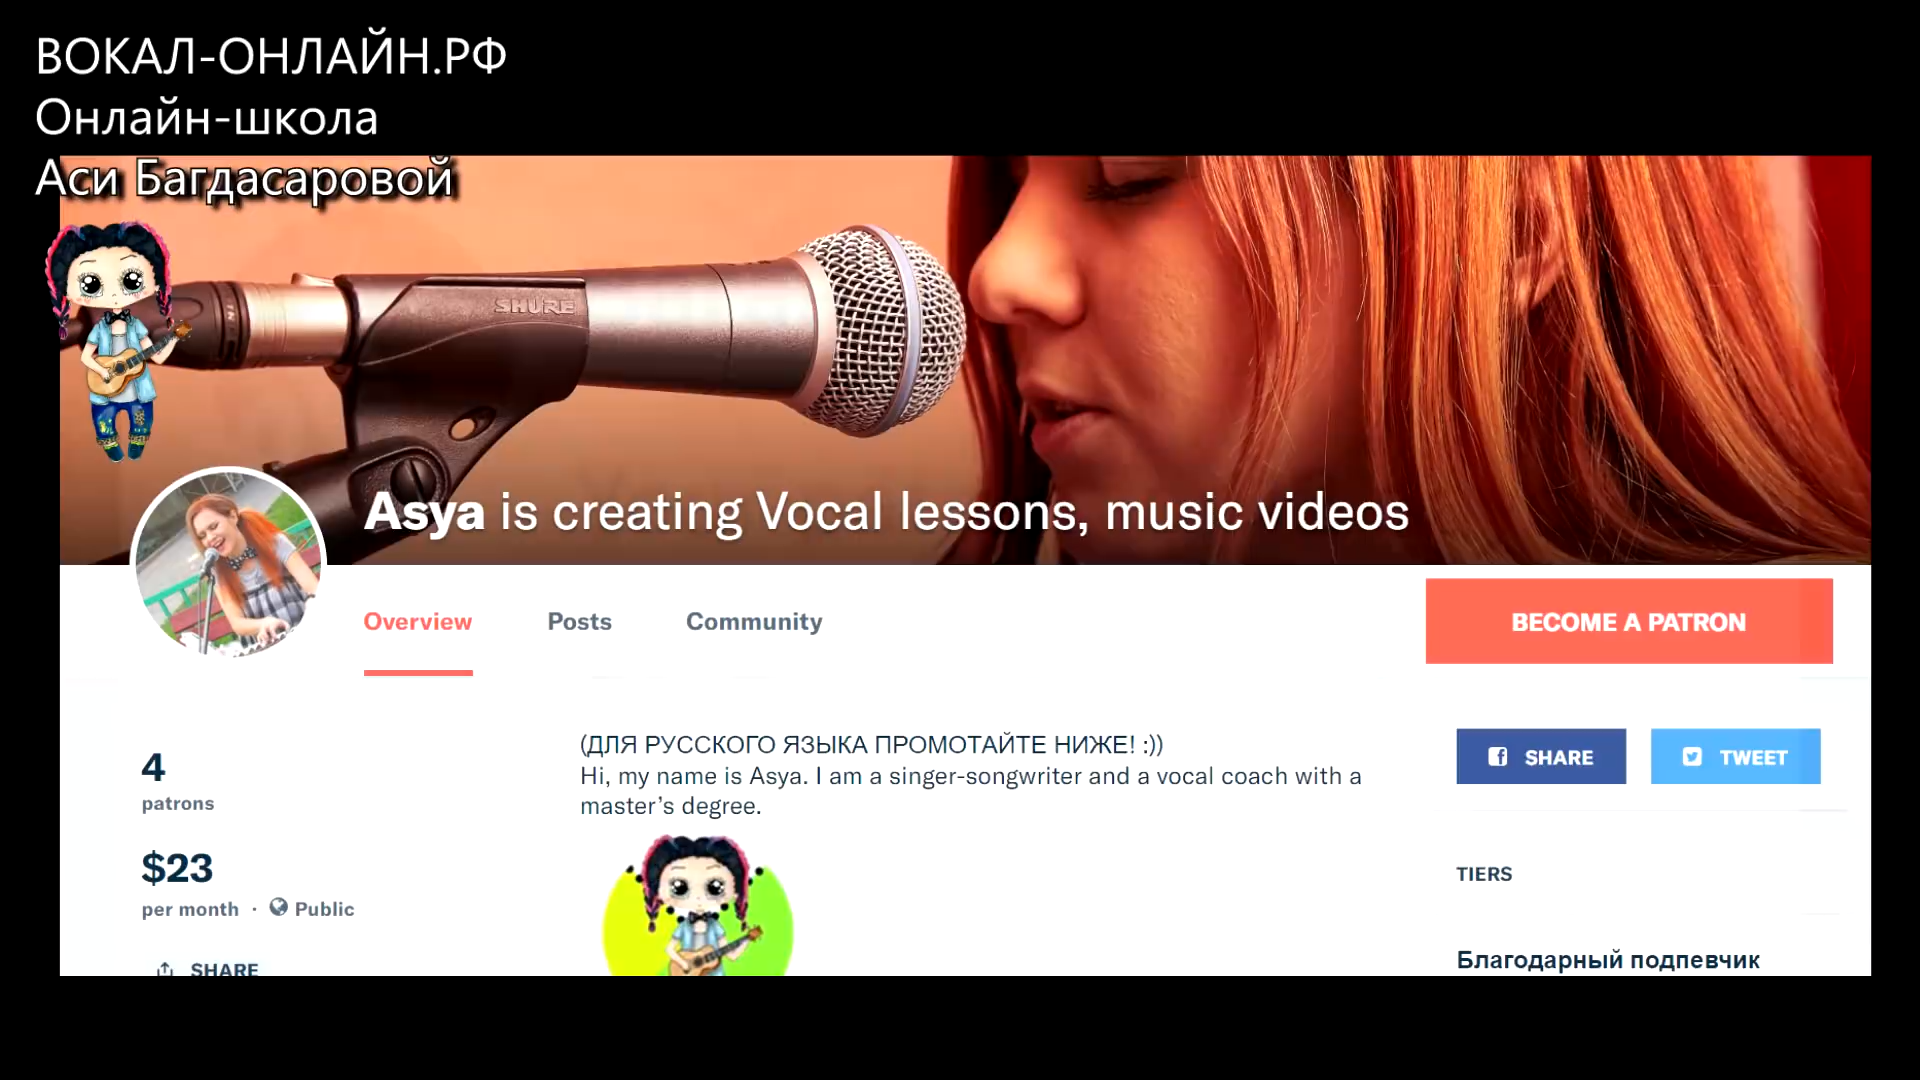 ВОКАЛ-ОНЛАЙН.РФ
Онлайн-школа
Аси Багдасаровой
SHURE
Asya is creating Vocal lessons, music videos
Overview
Posts
Community
BECOME A PATRON
4
patrons
$23
per month · Public
SHARE
(ДЛЯ РУССКОГО ЯЗЫКА ПРОМОТАЙТЕ НИЖЕ! :))
Hi, my name is Asya. I am a singer-songwriter and a vocal coach with a
master’s degree.
SHARE
TWEET
TIERS
Благодарный подпевчик